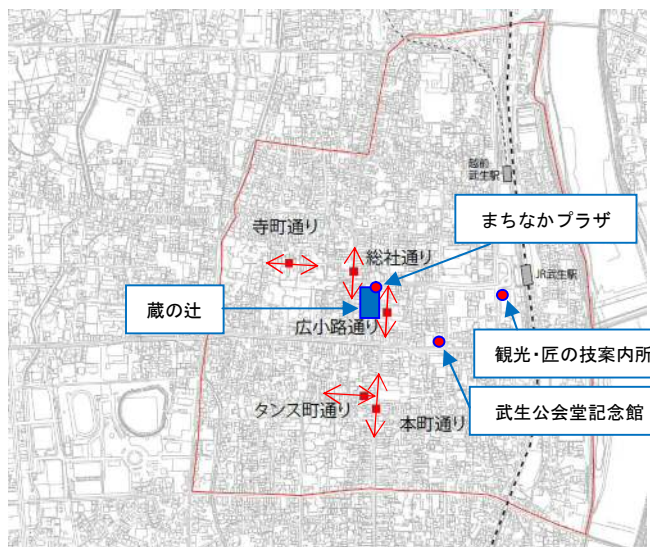 越前
武生駅
まちなかプラザ
寺町通り
総社通り
JR武生駅
蔵の辻
広小路通り
観光・匠の技案内所
武生公会堂記念館
タンス町通り
本町通り